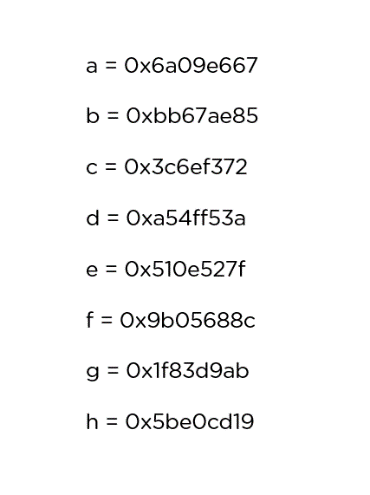 a = 0x6a09e667
b = 0xbb67ae85
c = 0x3c6ef372
d = 0xa54ff53a
e = 0x510e527f
f = 0x9b05688c
g = 0x1f83d9ab
h = 0x5be0cd19